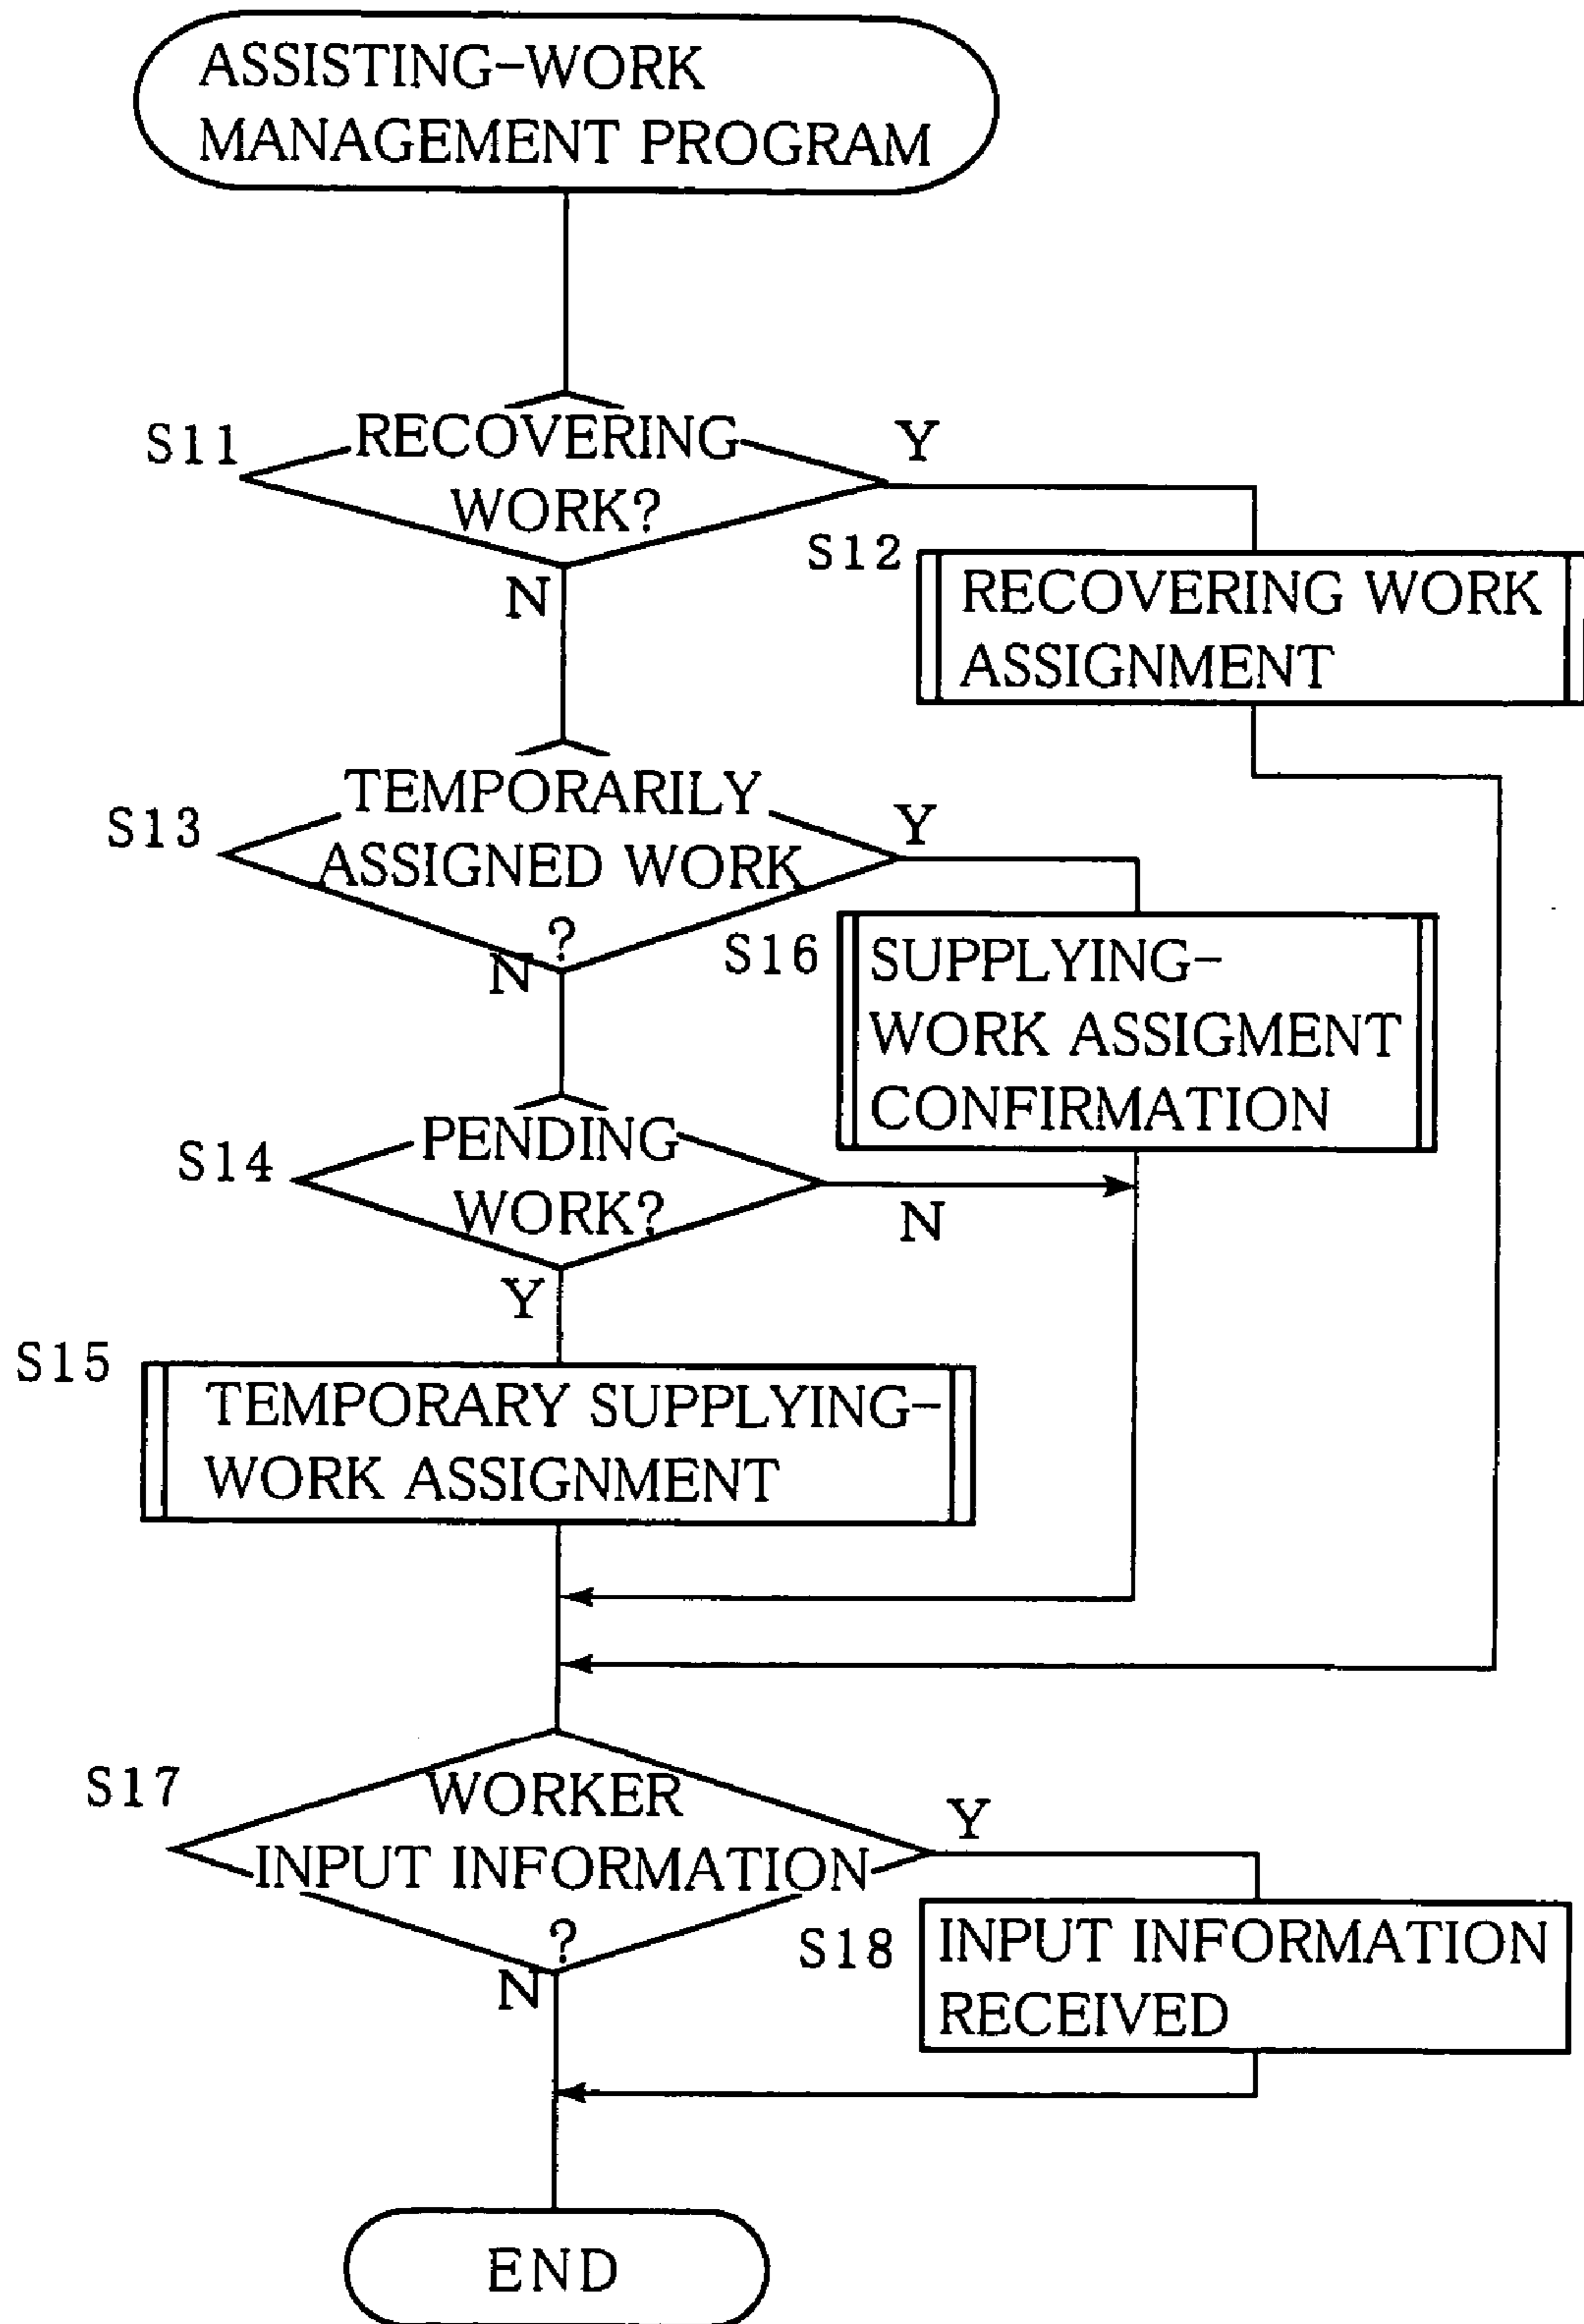 ASSISTING-WORK
MANAGEMENT PROGRAM
S11
RECOVERING
WORK?
Y
N
S12
RECOVERING WORK
ASSIGNMENT
S13
TEMPORARILY
ASSIGNED WORK
?
Y
N
S16
SUPPLYING-
WORK ASSIGMENT
CONFIRMATION
S14
PENDING
WORK?
N
Y
S15
TEMPORARY SUPPLYING-
WORK ASSIGNMENT
S17
WORKER
INPUT INFORMATION
?
Y
N
S18
INPUT INFORMATION
RECEIVED
END